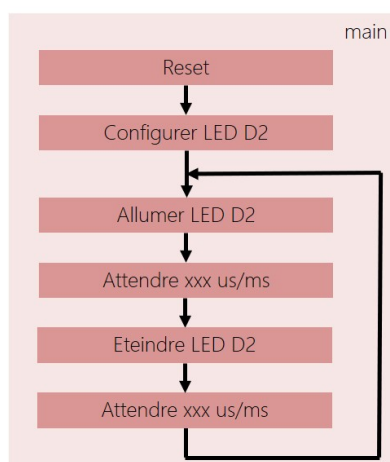 main
Reset
Configurer LED D2
Allumer LED D2
Attendre xxx us/ms
Eteindre LED D2
Attendre xxx us/ms